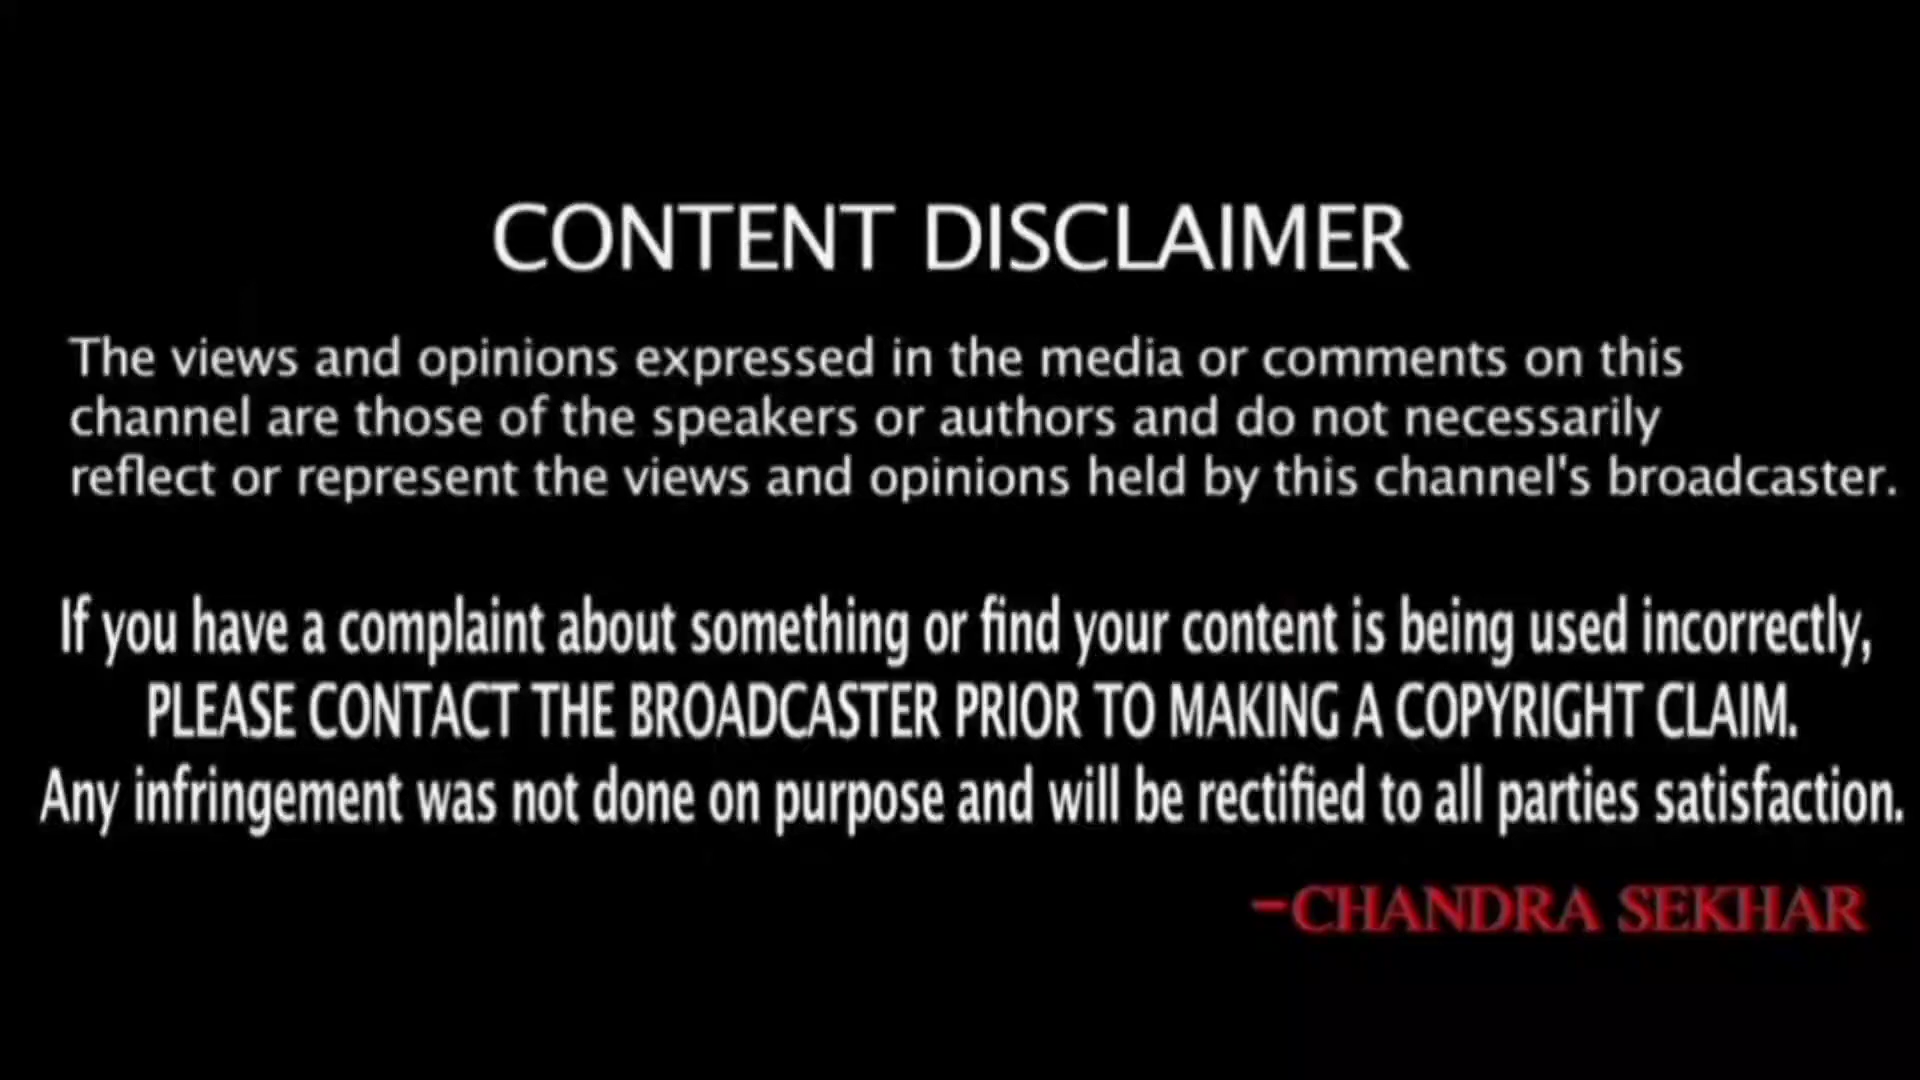 CONTENT DISCLAIMER
The views and opinions expressed in the media or comments on this
channel are those of the speakers or authors and do not necessarily
reflect or represent the views and opinions held by this channel's broadcaster.
If you have a complaint about something or find your content is being used incorrectly,
PLEASE CONTACT THE BROADCASTER PRIOR TO MAKING A COPYRIGHT CLAIM.
Any infringement was not done on purpose and will be rectified to all parties satisfaction.
-CHANDRA SEKHAR